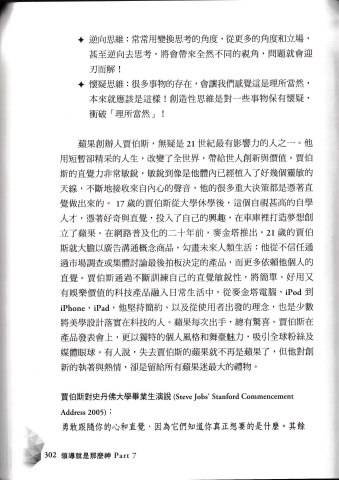 ✦ 逆向思維：常常用變換思考的角度，從更多的角度和立場，
甚至逆向去思考，將會帶來全然不同的視角，問題就會迎
刃而解！
✦ 懷疑思維：很多事物的存在，會讓我們感覺這是理所當然，
本來就應該是這樣！創造性思維是對一些事物保有懷疑，
衝破「理所當然」！
蘋果創辦人賈伯斯，無疑是 21 世紀最有影響力的人之一。他
用短暫卻精采的人生，改變了全世界，帶給世人創新與價值。賈伯
斯的直覺力非常敏銳，敏銳到像是他體內已經植入了好幾個靈敏的
天線，不斷地接收來自內心的聲音，他的很多重大決策都是憑著直
覺做出來的。 17 歲的賈伯斯從大學休學後，這個自視甚高的自學
人才，憑著好奇與直覺，投入了自己的興趣，在車庫裡打造夢想創
立了蘋果。在網路普及化的二十年前，麥金塔推出，21 歲的賈伯
斯就大膽以廣告溝通概念商品，勾畫未來人類生活；他從不信任通
過市場調查或集體討論最後拍板決定的產品，而更多依賴他個人的
直覺。賈伯斯通過不斷訓練自己的直覺敏銳性，將簡單、好用又
有娛樂價值的科技產品融入日常生活中，從麥金塔電腦、iPod 到
iPhone、iPad，他堅持簡約、以及從使用者出發的理念，也是少數
將美學設計落實在科技的人。蘋果每次出手，總有驚喜。賈伯斯在
產品發表會上，更以獨特的個人風格和舞臺魅力，吸引全球粉絲及
媒體眼球。有人說，失去賈伯斯的蘋果就不再是蘋果了，但他對創
新的執著與熱情，卻是留給所有蘋果迷最大的禮物。
賈伯斯對史丹佛大學畢業生演說 (Steve Jobs' Stanford Commencement
Address 2005)：
勇敢跟隨你的心和直覺，因為它們知道你真正想要的是什麼。其餘
302 領導就是那麼神 Part 7